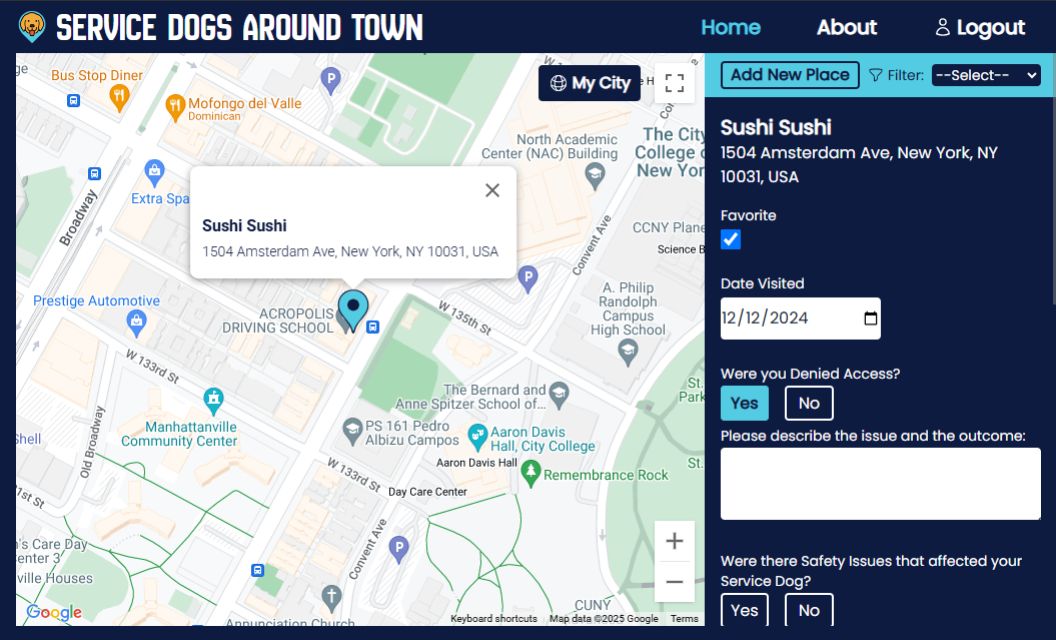 SERVICE DOGS AROUND TOWN
Home
About
Logout
Bus Stop Diner
Mofongo del Valle
Dominican
P
My City
North Academic
Center (NAC) Building
The City
College o
New Yor
Extra Spa
Broadway
Convent Ave
CCNY Plane
Science B
Sushi Sushi
1504 Amsterdam Ave, New York, NY 10031, USA
P
Prestige Automotive
ACROPOLIS
DRIVING SCHOOL
W 135th St
A. Philip
Randolph
Campus
High School
W 133rd St
The Bernard and
Anne Spitzer School of...
St.
Park
Manhattanville
Community Center
PS 161 Pedro
Albizu Campos
Aaron Davis
Hall, City College
Aaron Davis Hall
Shell
Old Broadway
W 133rd St
Day Care Center
Remembrance Rock
St.
1st St
Convent Ave
P
's Care Day
enter 3
ville Houses
Google
Annunciation Church
CUNY
Keyboard shortcuts
Map data ©2025 Google
Terms
Add New Place
Filter:
--Select--
Sushi Sushi
1504 Amsterdam Ave, New York, NY
10031, USA
Favorite
Date Visited
12/12/2024
Were you Denied Access?
Yes
No
Please describe the issue and the outcome:
Were there Safety Issues that affected your
Service Dog?
Yes
No